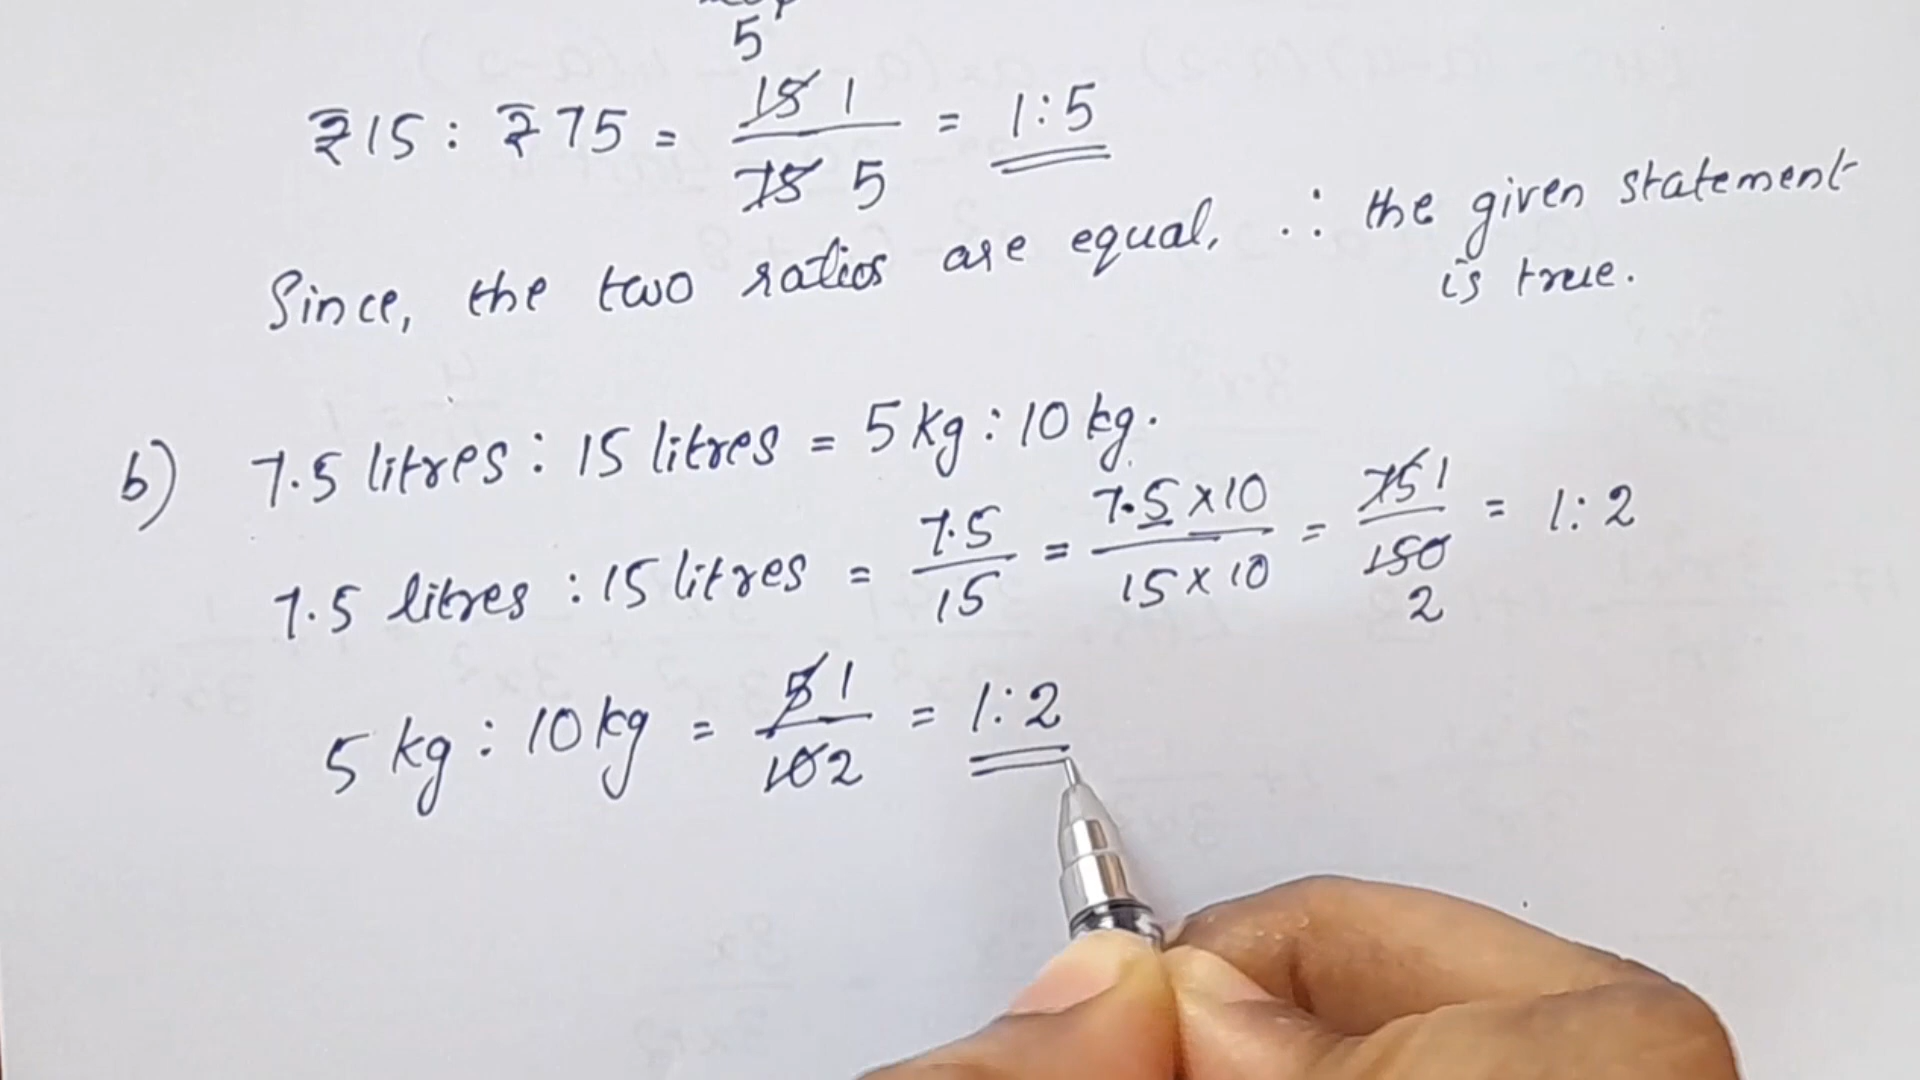 5
₹15 : ₹75 = 15 1 / 75 5 = 1:5
Since, the two ratios are equal, ∴ the given statement
is true.
b) 7.5 litres : 15 litres = 5kg : 10 kg.
7.5 litres : 15 litres = 7.5 / 15 = 7.5 × 10 / 15 × 10 = 75 1 / 150 2 = 1:2
5 kg : 10 kg = 5 1 / 10 2 = 1:2